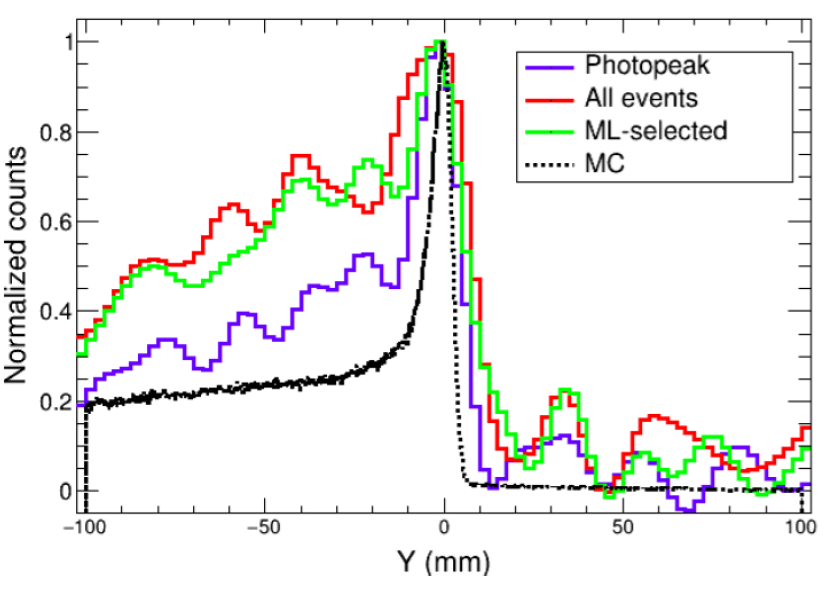 1
0.8
0.6
0.4
0.2
0
Normalized counts
Photopeak
All events
ML-selected
MC
−100
−50
0
50
100
Y (mm)